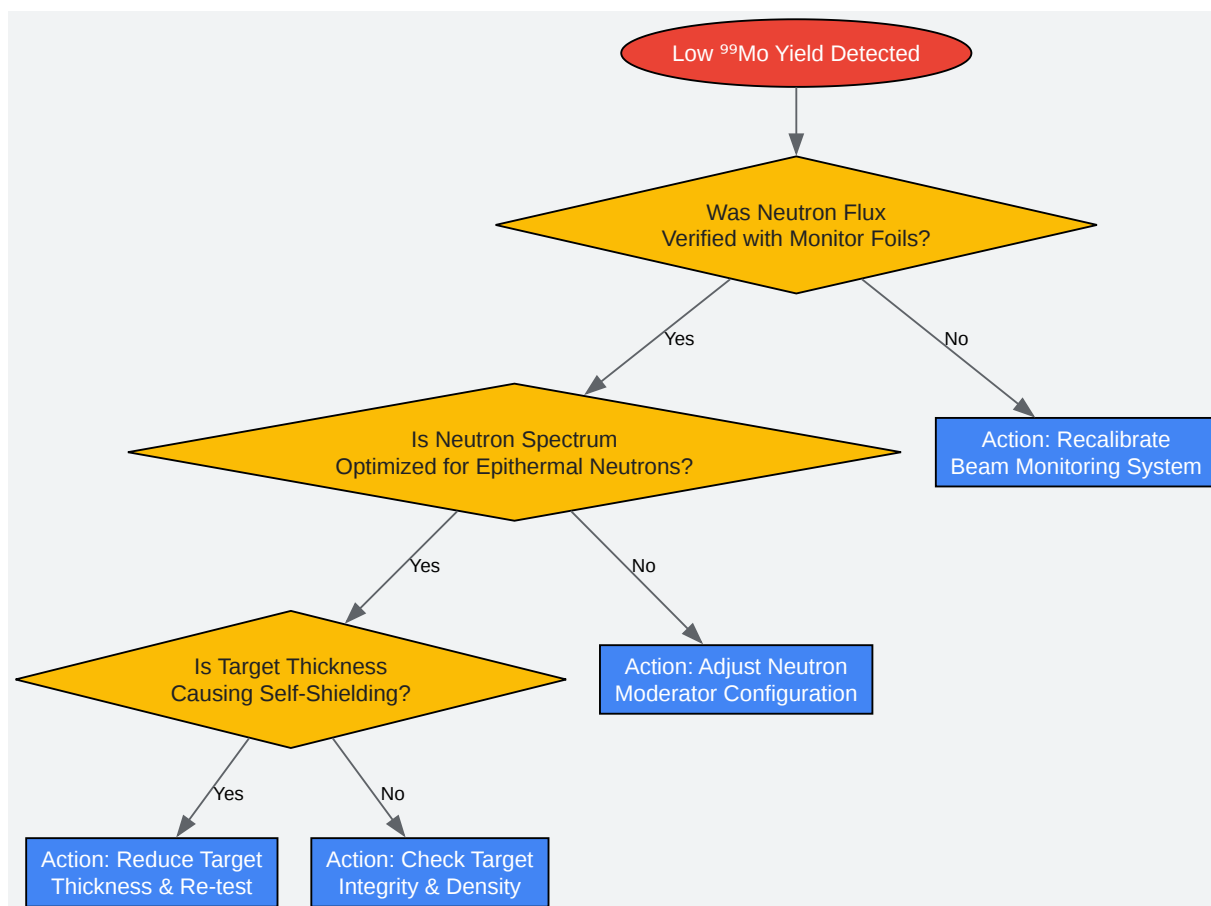 Low ⁹⁹Mo Yield Detected
Was Neutron Flux
Verified with Monitor Foils?
Yes
No
Is Neutron Spectrum
Optimized for Epithermal Neutrons?
Action: Recalibrate
Beam Monitoring System
Yes
No
Is Target Thickness
Causing Self-Shielding?
Action: Adjust Neutron
Moderator Configuration
Yes
No
Action: Reduce Target
Thickness & Re-test
Action: Check Target
Integrity & Density